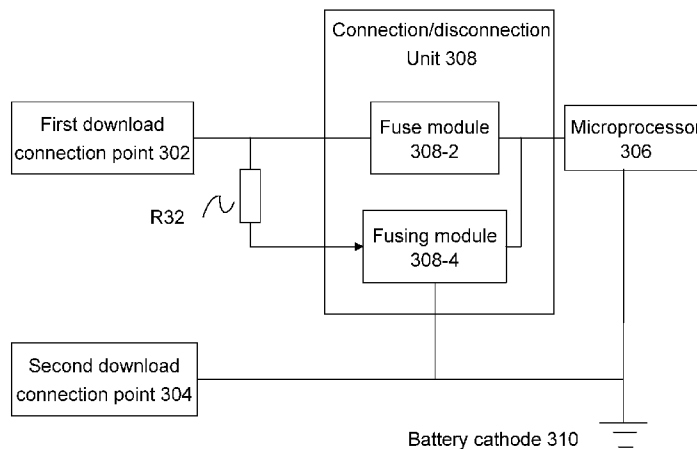 Connection/disconnection
Unit 308
First download
connection point 302
Fuse module
308-2
Microprocessor
306
R32
Fusing module
308-4
Second download
connection point 304
Battery cathode 310